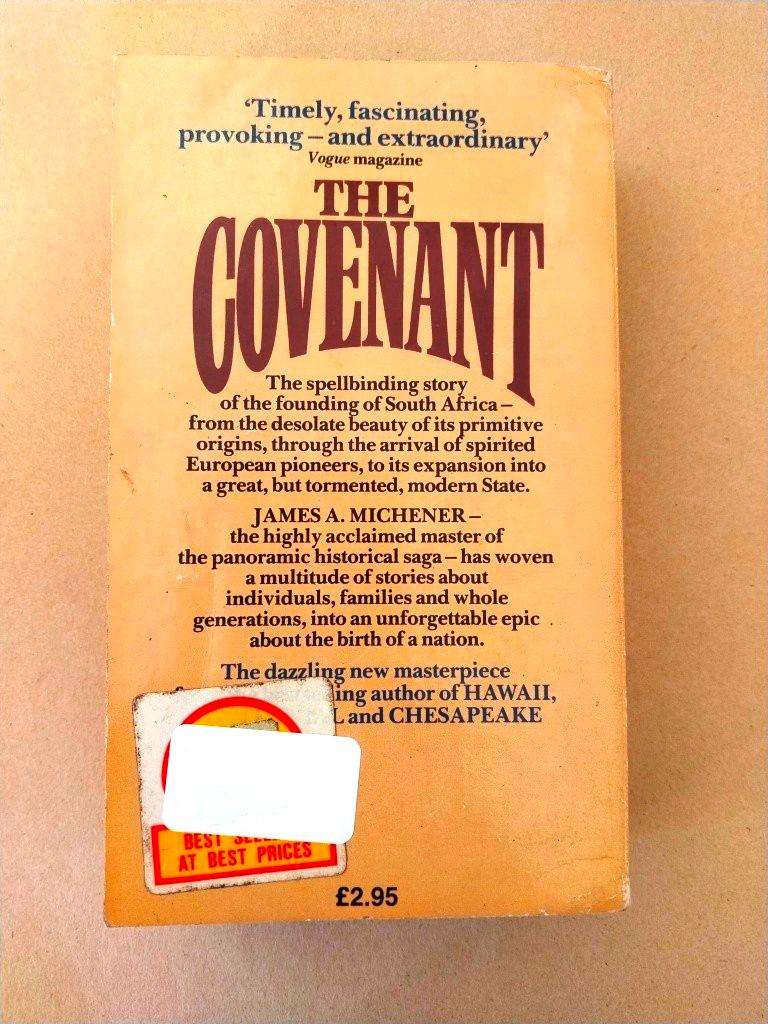 ‘Timely, fascinating,
provoking – and extraordinary’
Vogue magazine
THE
COVENANT
The spellbinding story
of the founding of South Africa –
from the desolate beauty of its primitive
origins, through the arrival of spirited
European pioneers, to its expansion into
a great, but tormented, modern State.
JAMES A. MICHENER –
the highly acclaimed master of
the panoramic historical saga – has woven
a multitude of stories about
individuals, families and whole
generations, into an unforgettable epic
about the birth of a nation.
The dazzling new masterpiece
author of HAWAII,
and CHESAPEAKE
BEST
AT BEST PRICES
£2.95